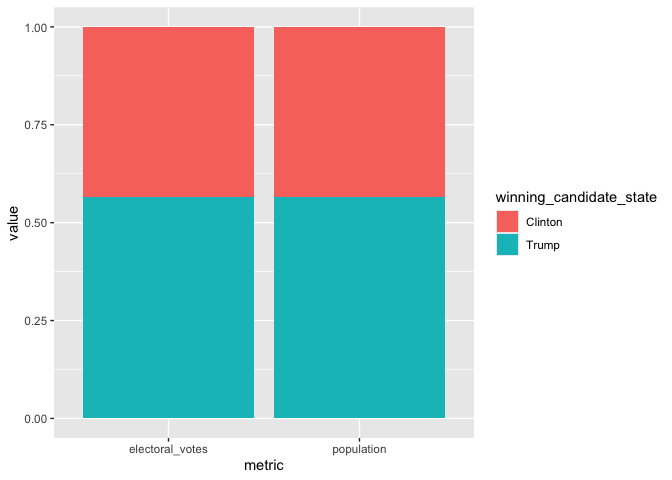 1.00
0.75
0.50
0.25
0.00
value
electoral_votes
population
metric
winning_candidate_state
Clinton
Trump